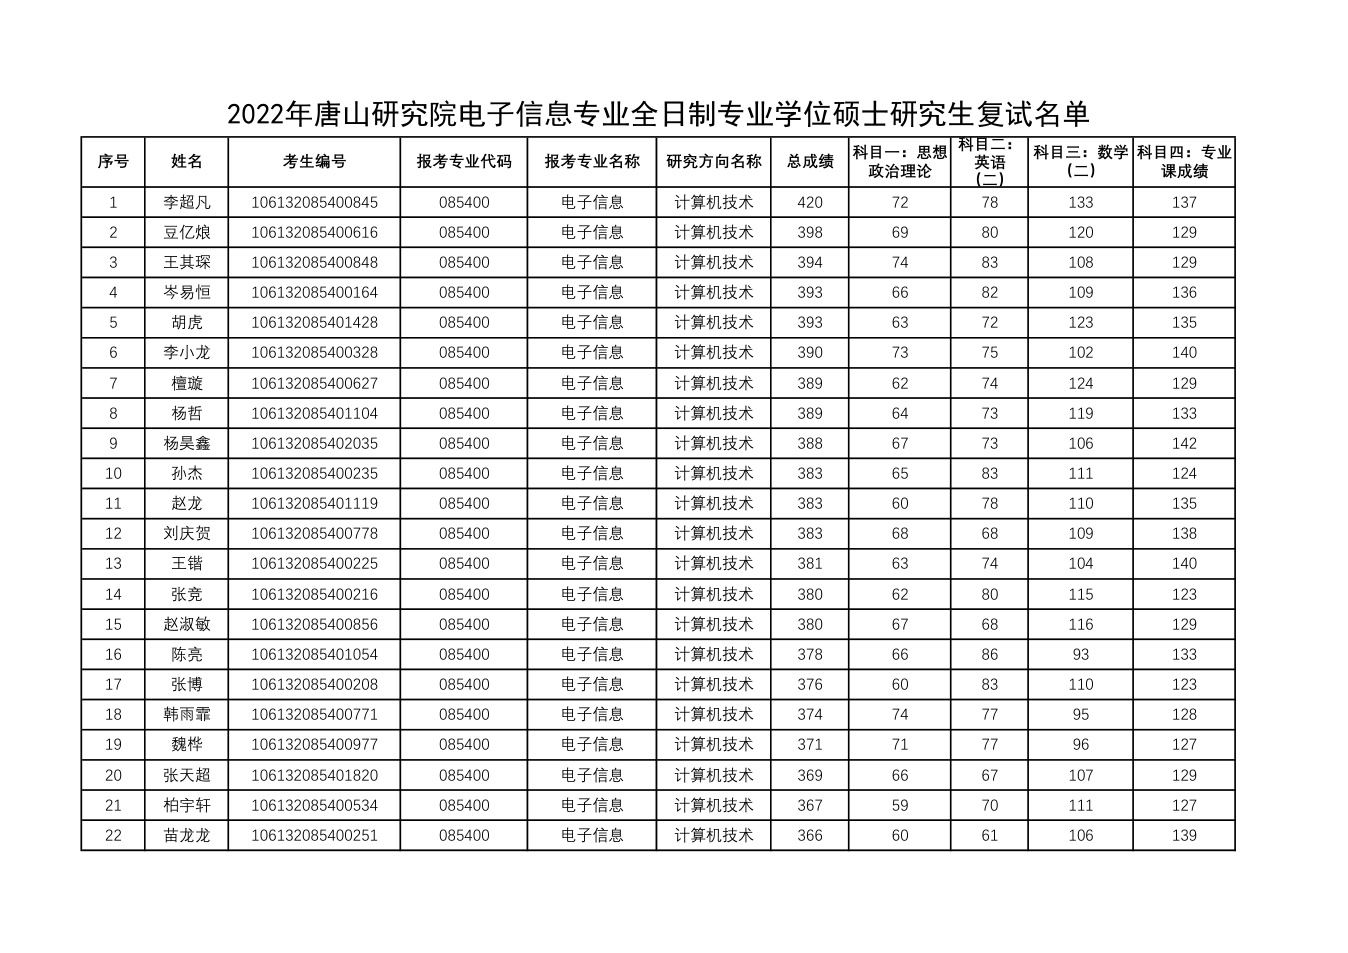 2022年唐山研究院电子信息专业全日制专业学位硕士研究生复试名单
序号 姓名 考生编号 报考专业代码 报考专业名称 研究方向名称 总成绩 科目一：思想政治理论 科目二：英语（二） 科目三：数学（二） 科目四：专业课成绩
1 李超凡 106132085400845 085400 电子信息 计算机技术 420 72 78 133 137
2 豆亿烺 106132085400616 085400 电子信息 计算机技术 398 69 80 120 129
3 王其琛 106132085400848 085400 电子信息 计算机技术 394 74 83 108 129
4 岑易恒 106132085400164 085400 电子信息 计算机技术 393 66 82 109 136
5 胡虎 106132085401428 085400 电子信息 计算机技术 393 63 72 123 135
6 李小龙 106132085400328 085400 电子信息 计算机技术 390 73 75 102 140
7 檀璇 106132085400627 085400 电子信息 计算机技术 389 62 74 124 129
8 杨哲 106132085401104 085400 电子信息 计算机技术 389 64 73 119 133
9 杨昊鑫 106132085402035 085400 电子信息 计算机技术 388 67 73 106 142
10 孙杰 106132085400235 085400 电子信息 计算机技术 383 65 83 111 124
11 赵龙 106132085401119 085400 电子信息 计算机技术 383 60 78 110 135
12 刘庆贺 106132085400778 085400 电子信息 计算机技术 383 68 68 109 138
13 王锴 106132085400225 085400 电子信息 计算机技术 381 63 74 104 140
14 张竞 106132085400216 085400 电子信息 计算机技术 380 62 80 115 123
15 赵淑敏 106132085400856 085400 电子信息 计算机技术 380 67 68 116 129
16 陈亮 106132085401054 085400 电子信息 计算机技术 378 66 86 93 133
17 张博 106132085400208 085400 电子信息 计算机技术 376 60 83 110 123
18 韩雨霏 106132085400771 085400 电子信息 计算机技术 374 74 77 95 128
19 魏桦 106132085400977 085400 电子信息 计算机技术 371 71 77 96 127
20 张天超 106132085401820 085400 电子信息 计算机技术 369 66 67 107 129
21 柏宇轩 106132085400534 085400 电子信息 计算机技术 367 59 70 111 127
22 苗龙龙 106132085400251 085400 电子信息 计算机技术 366 60 61 106 139